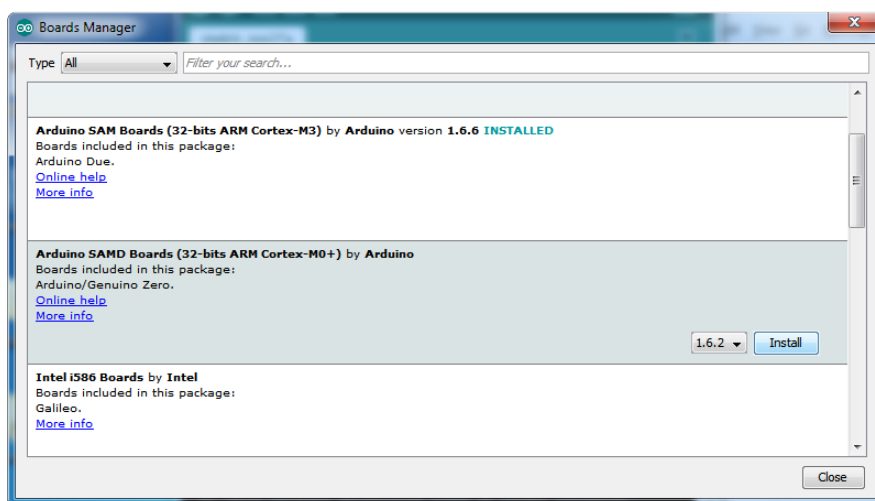 Boards Manager
Type All Filter your search...
Arduino SAM Boards (32-bits ARM Cortex-M3) by Arduino version 1.6.6 INSTALLED
Boards included in this package:
Arduino Due.
Online help
More info
Arduino SAMD Boards (32-bits ARM Cortex-M0+) by Arduino
Boards included in this package:
Arduino/Genuino Zero.
Online help
More info
1.6.2 Install
Intel i586 Boards by Intel
Boards included in this package:
Galileo.
More info
Close